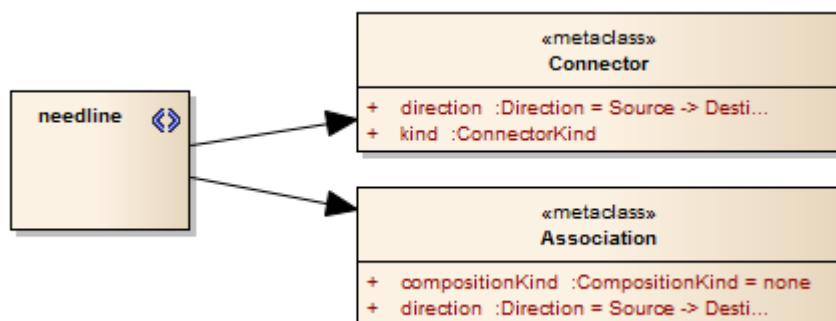 needline
«metaclass»
Connector
+ direction :Direction = Source -> Desti...
+ kind :ConnectorKind
«metaclass»
Association
+ compositionKind :CompositionKind = none
+ direction :Direction = Source -> Desti...